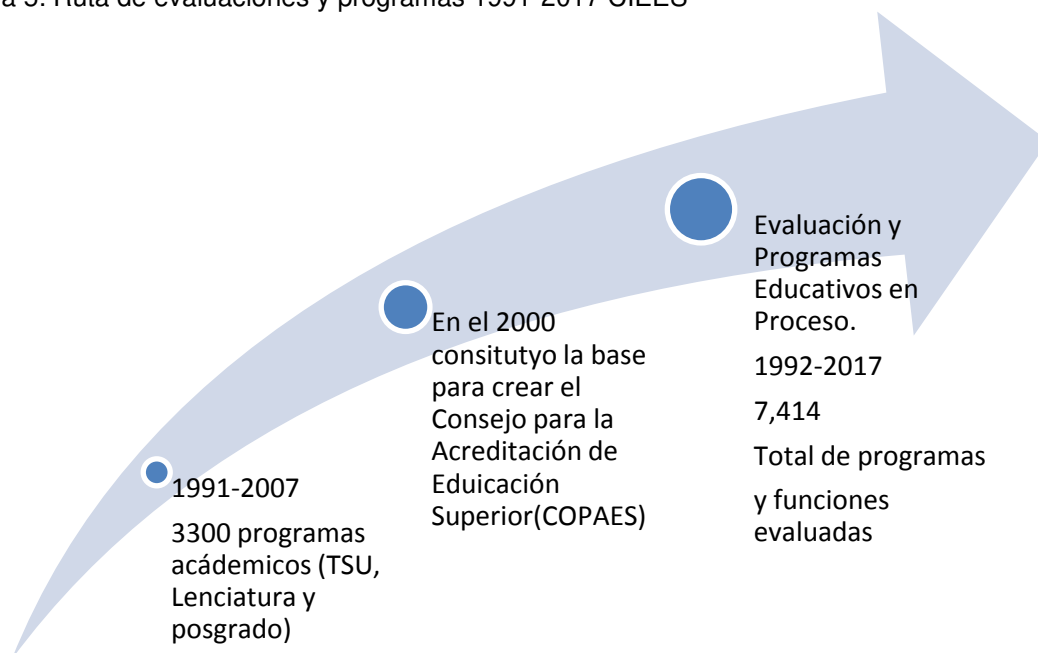 a 3. Ruta de evaluaciones y programas 1991-2017 CIEES
1991-2007
3300 programas
acádemicos (TSU,
Lenciatura y
posgrado)
En el 2000
consitutyo la base
para crear el
Consejo para la
Acreditación de
Eduicación
Superior(COPAES)
Evaluación y
Programas
Educativos en
Proceso.
1992-2017
7,414
Total de programas
y funciones
evaluadas